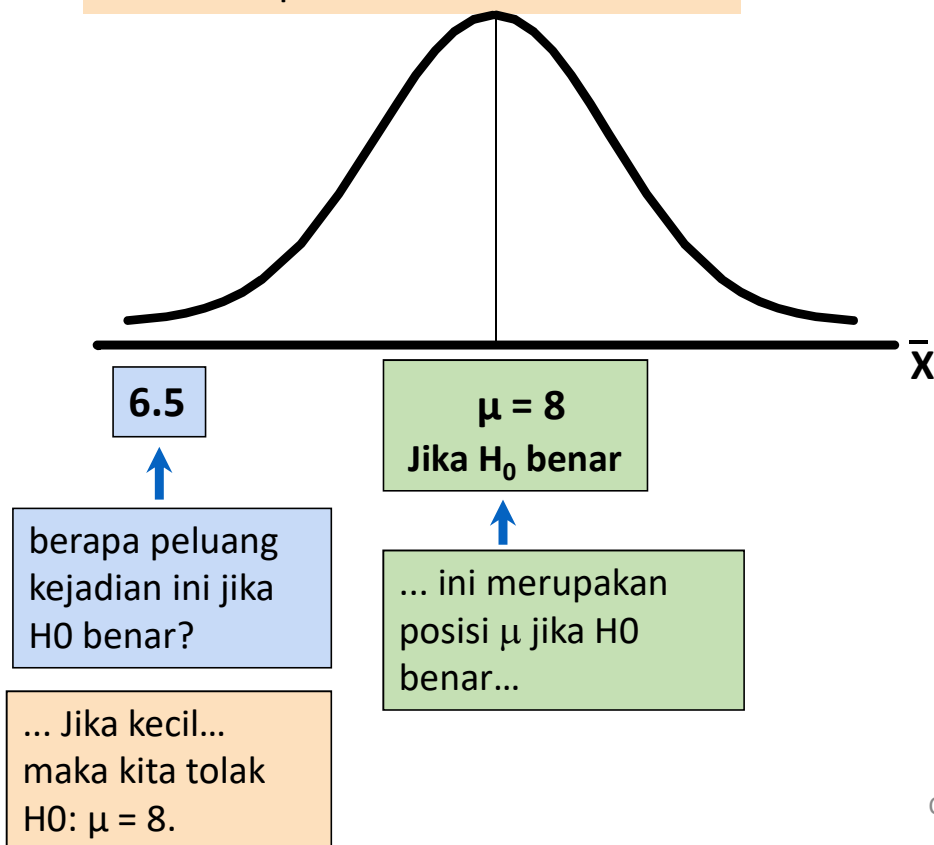 X̄
6.5
μ = 8
Jika H₀ benar
berapa peluang
kejadian ini jika
H0 benar?
... ini merupakan
posisi μ jika H0
benar...
... Jika kecil...
maka kita tolak
H0: μ = 8.